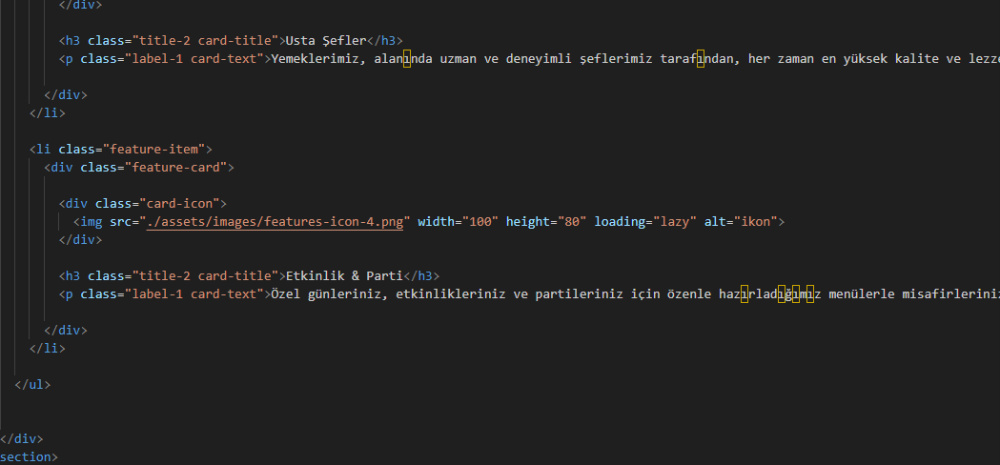 </div>
<h3 class="title-2 card-title">Usta Şefler</h3>
<p class="label-1 card-text">Yemeklerimiz, alanında uzman ve deneyimli şeflerimiz tarafından, her zaman en yüksek kalite ve lezze
</div>
</li>
<li class="feature-item">
<div class="feature-card">
<div class="card-icon">
<img src="./assets/images/features-icon-4.png" width="100" height="80" loading="lazy" alt="ikon">
</div>
<h3 class="title-2 card-title">Etkinlik & Parti</h3>
<p class="label-1 card-text">Özel günleriniz, etkinlikleriniz ve partileriniz için özenle hazırladığımız menülerle misafirleriniz
</div>
</li>
</ul>
</div>
section>